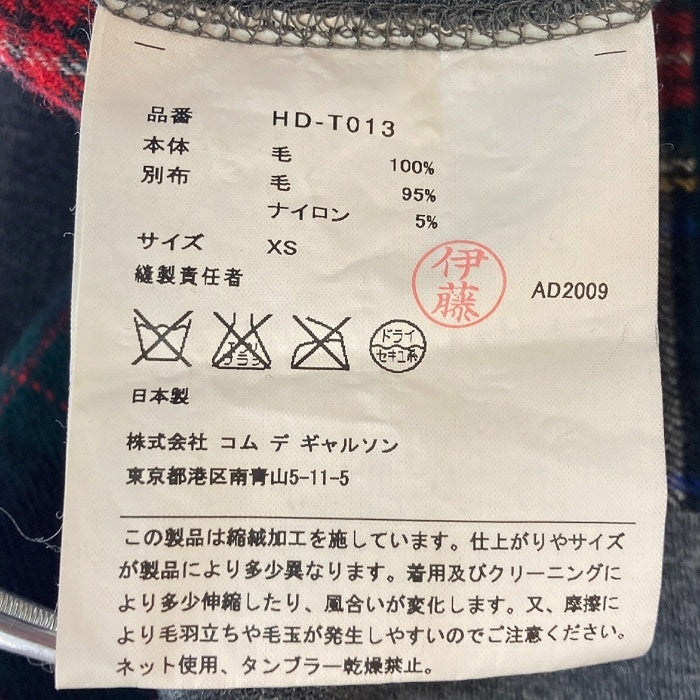 品番 HD-T013
本体 毛 100%
別布 毛 95%
ナイロン 5%
サイズ XS
縫製責任者
伊藤
AD2009
エンソ サラシ
ドライ
セキユ系
日本製
株式会社 コム デ ギャルソン
東京都港区南青山5-11-5
この製品は縮絨加工を施しています。仕上がりやサイズ
が製品により多少異なります。着用及びクリーニングに
より多少伸縮したり、風合いが変化します。又、摩擦に
より毛羽立ちや毛玉が発生しやすいのでご注意ください。
ネット使用、タンブラー乾燥禁止。